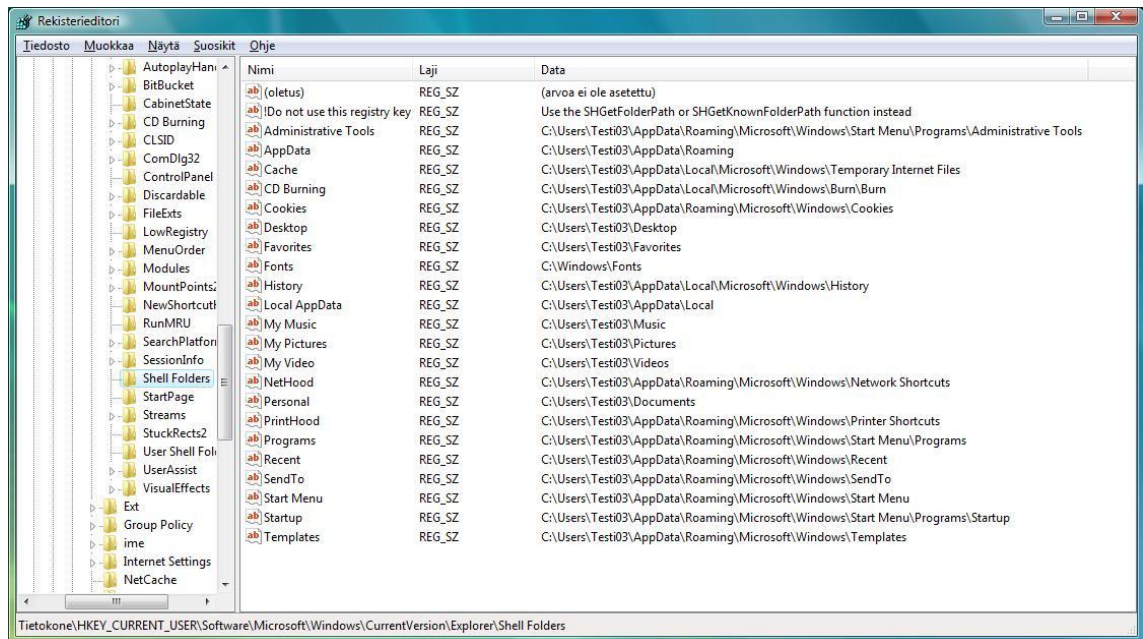 Rekisterieditori
Tiedosto Muokkaa Näytä Suosikit Ohje
AutoplayHan
BitBucket
CabinetState
CD Burning
CLSID
ComDlg32
ControlPanel
Discardable
FileExts
LowRegistry
MenuOrder
Modules
MountPoints2
NewShortcut
RunMRU
SearchPlatfor
SessionInfo
Shell Folders
StartPage
Streams
StuckRects2
User Shell Fol
UserAssist
VisualEffects
Ext
Group Policy
ime
Internet Settings
NetCache
Nimi Laji Data
(oletus) REG_SZ (arvoa ei ole asetettu)
!Do not use this registry key REG_SZ Use the SHGetFolderPath or SHGetKnownFolderPath function instead
Administrative Tools REG_SZ C:\Users\Testi03\AppData\Roaming\Microsoft\Windows\Start Menu\Programs\Administrative Tools
AppData REG_SZ C:\Users\Testi03\AppData\Roaming
Cache REG_SZ C:\Users\Testi03\AppData\Local\Microsoft\Windows\Temporary Internet Files
CD Burning REG_SZ C:\Users\Testi03\AppData\Local\Microsoft\Windows\Burn\Burn
Cookies REG_SZ C:\Users\Testi03\AppData\Roaming\Microsoft\Windows\Cookies
Desktop REG_SZ C:\Users\Testi03\Desktop
Favorites REG_SZ C:\Users\Testi03\Favorites
Fonts REG_SZ C:\Windows\Fonts
History REG_SZ C:\Users\Testi03\AppData\Local\Microsoft\Windows\History
Local AppData REG_SZ C:\Users\Testi03\AppData\Local
My Music REG_SZ C:\Users\Testi03\Music
My Pictures REG_SZ C:\Users\Testi03\Pictures
My Video REG_SZ C:\Users\Testi03\Videos
NetHood REG_SZ C:\Users\Testi03\AppData\Roaming\Microsoft\Windows\Network Shortcuts
Personal REG_SZ C:\Users\Testi03\Documents
PrintHood REG_SZ C:\Users\Testi03\AppData\Roaming\Microsoft\Windows\Printer Shortcuts
Programs REG_SZ C:\Users\Testi03\AppData\Roaming\Microsoft\Windows\Start Menu\Programs
Recent REG_SZ C:\Users\Testi03\AppData\Roaming\Microsoft\Windows\Recent
SendTo REG_SZ C:\Users\Testi03\AppData\Roaming\Microsoft\Windows\SendTo
Start Menu REG_SZ C:\Users\Testi03\AppData\Roaming\Microsoft\Windows\Start Menu
Startup REG_SZ C:\Users\Testi03\AppData\Roaming\Microsoft\Windows\Start Menu\Programs\Startup
Templates REG_SZ C:\Users\Testi03\AppData\Roaming\Microsoft\Windows\Templates
Tietokone\HKEY_CURRENT_USER\Software\Microsoft\Windows\CurrentVersion\Explorer\Shell Folders